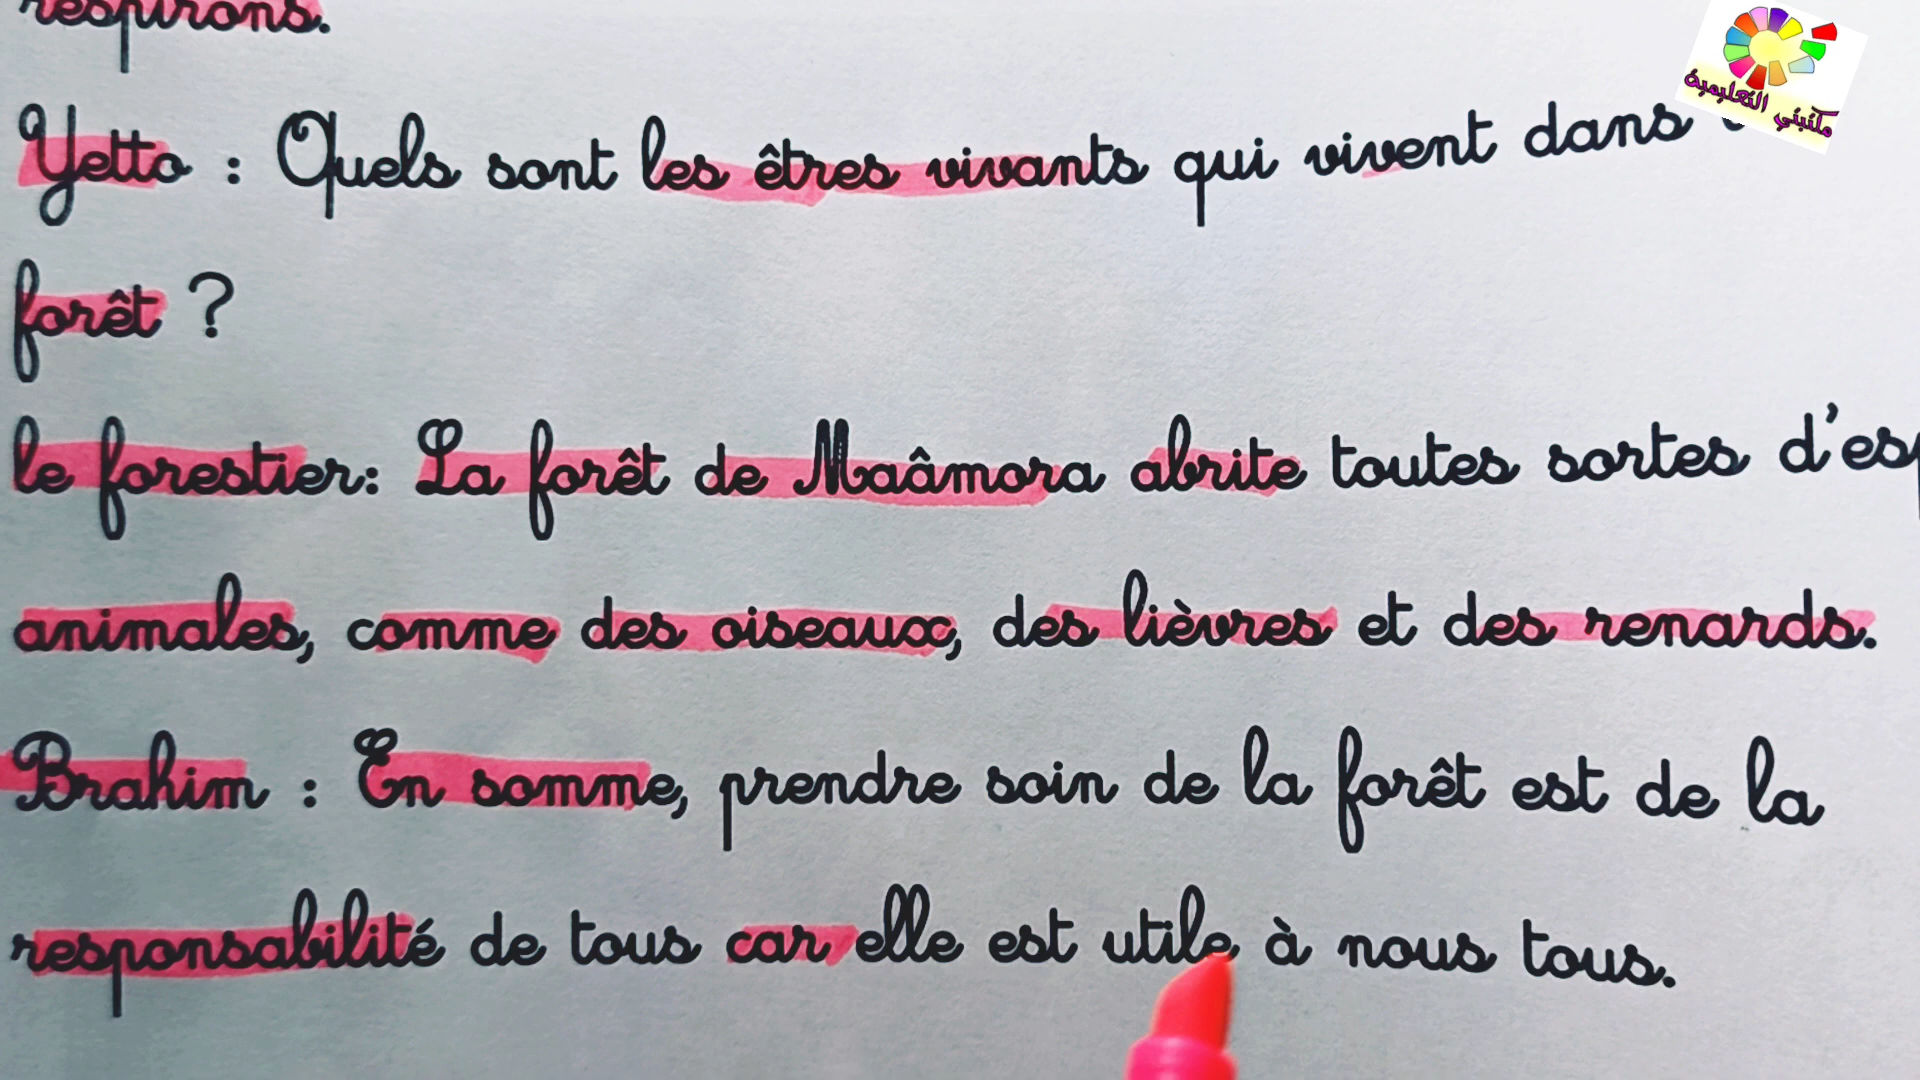 respirons.
Yetto : Quels sont les êtres vivants qui vivent dans
forêt ?
le forestier: La forêt de Maâmora abrite toutes sortes
animales, comme des oiseaux, des lièvres et des renards.
Brahim : En somme, prendre soin de la forêt est de la
responsabilité de tous car elle est utile à nous tous.
مكتبتي التعليمية